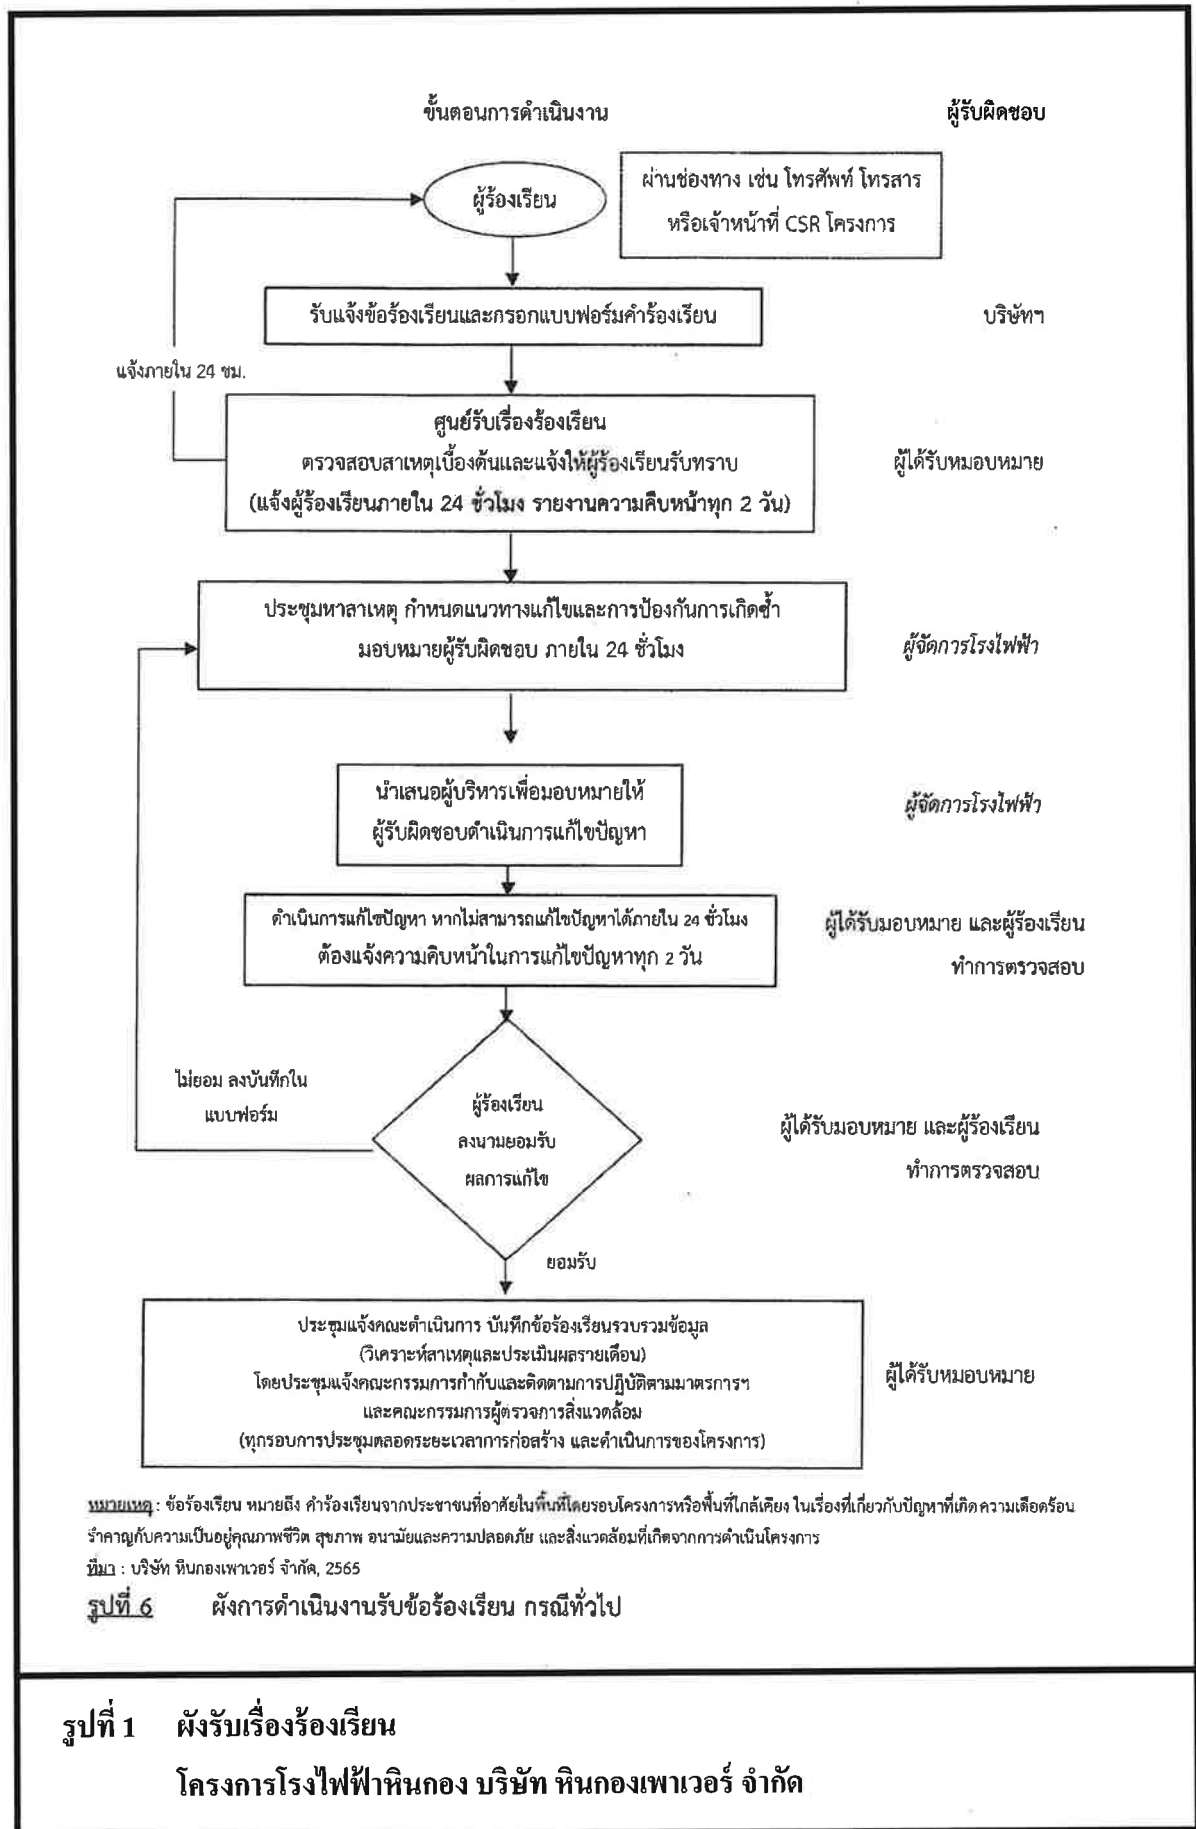 ขั้นตอนการดำเนินงาน
ผู้รับผิดชอบ
ผู้ร้องเรียน
ผ่านช่องทาง เช่น โทรศัพท์ โทรสาร
หรือเจ้าหน้าที่ CSR โครงการ
รับแจ้งข้อร้องเรียนและกรอกแบบฟอร์มคำร้องเรียน
บริษัทฯ
แจ้งภายใน 24 ชม.
ศูนย์รับเรื่องร้องเรียน
ตรวจสอบสาเหตุเบื้องต้นและแจ้งให้ผู้ร้องเรียนรับทราบ
(แจ้งผู้ร้องเรียนภายใน 24 ชั่วโมง รายงานความคืบหน้าทุก 2 วัน)
ผู้ได้รับหมอบหมาย
ประชุมหาสาเหตุ กำหนดแนวทางแก้ไขและการป้องกันการเกิดซ้ำ
มอบหมายผู้รับผิดชอบ ภายใน 24 ชั่วโมง
ผู้จัดการโรงไฟฟ้า
นำเสนอผู้บริหารเพื่อมอบหมายให้
ผู้รับผิดชอบดำเนินการแก้ไขปัญหา
ผู้จัดการโรงไฟฟ้า
ดำเนินการแก้ไขปัญหา หากไม่สามารถแก้ไขปัญหาได้ภายใน 24 ชั่วโมง
ต้องแจ้งความคืบหน้าในการแก้ไขปัญหาทุก 2 วัน
ผู้ได้รับมอบหมาย และผู้ร้องเรียน
ทำการตรวจสอบ
ไม่ยอม ลงบันทึกใน
แบบฟอร์ม
ผู้ร้องเรียน
ลงนามยอมรับ
ผลการแก้ไข
ผู้ได้รับมอบหมาย และผู้ร้องเรียน
ทำการตรวจสอบ
ยอมรับ
ประชุมแจ้งคณะดำเนินการ บันทึกข้อร้องเรียนรวบรวมข้อมูล
(วิเคราะห์สาเหตุและประเมินผลรายเดือน)
โดยประชุมแจ้งคณะกรรมการกำกับและติดตามการปฏิบัติตามมาตรการฯ
และคณะกรรมการผู้ตรวจการสิ่งแวดล้อม
(ทุกรอบการประชุมตลอดระยะเวลาการก่อสร้าง และดำเนินการของโครงการ)
ผู้ได้รับหมอบหมาย
หมายเหตุ : ข้อร้องเรียน หมายถึง คำร้องเรียนจากประชาชนที่อาศัยในพื้นที่โดยรอบโครงการหรือพื้นที่ใกล้เคียง ในเรื่องที่เกี่ยวกับปัญหาที่เกิดความเดือดร้อน
รำคาญกับความเป็นอยู่คุณภาพชีวิต สุขภาพ อนามัยและความปลอดภัย และสิ่งแวดล้อมที่เกิดจากการดำเนินโครงการ
ที่มา : บริษัท หินกองเพาเวอร์ จำกัด, 2565
รูปที่ 6 ผังการดำเนินงานรับข้อร้องเรียน กรณีทั่วไป
รูปที่ 1 ผังรับเรื่องร้องเรียน
โครงการโรงไฟฟ้าหินกอง บริษัท หินกองเพาเวอร์ จำกัด